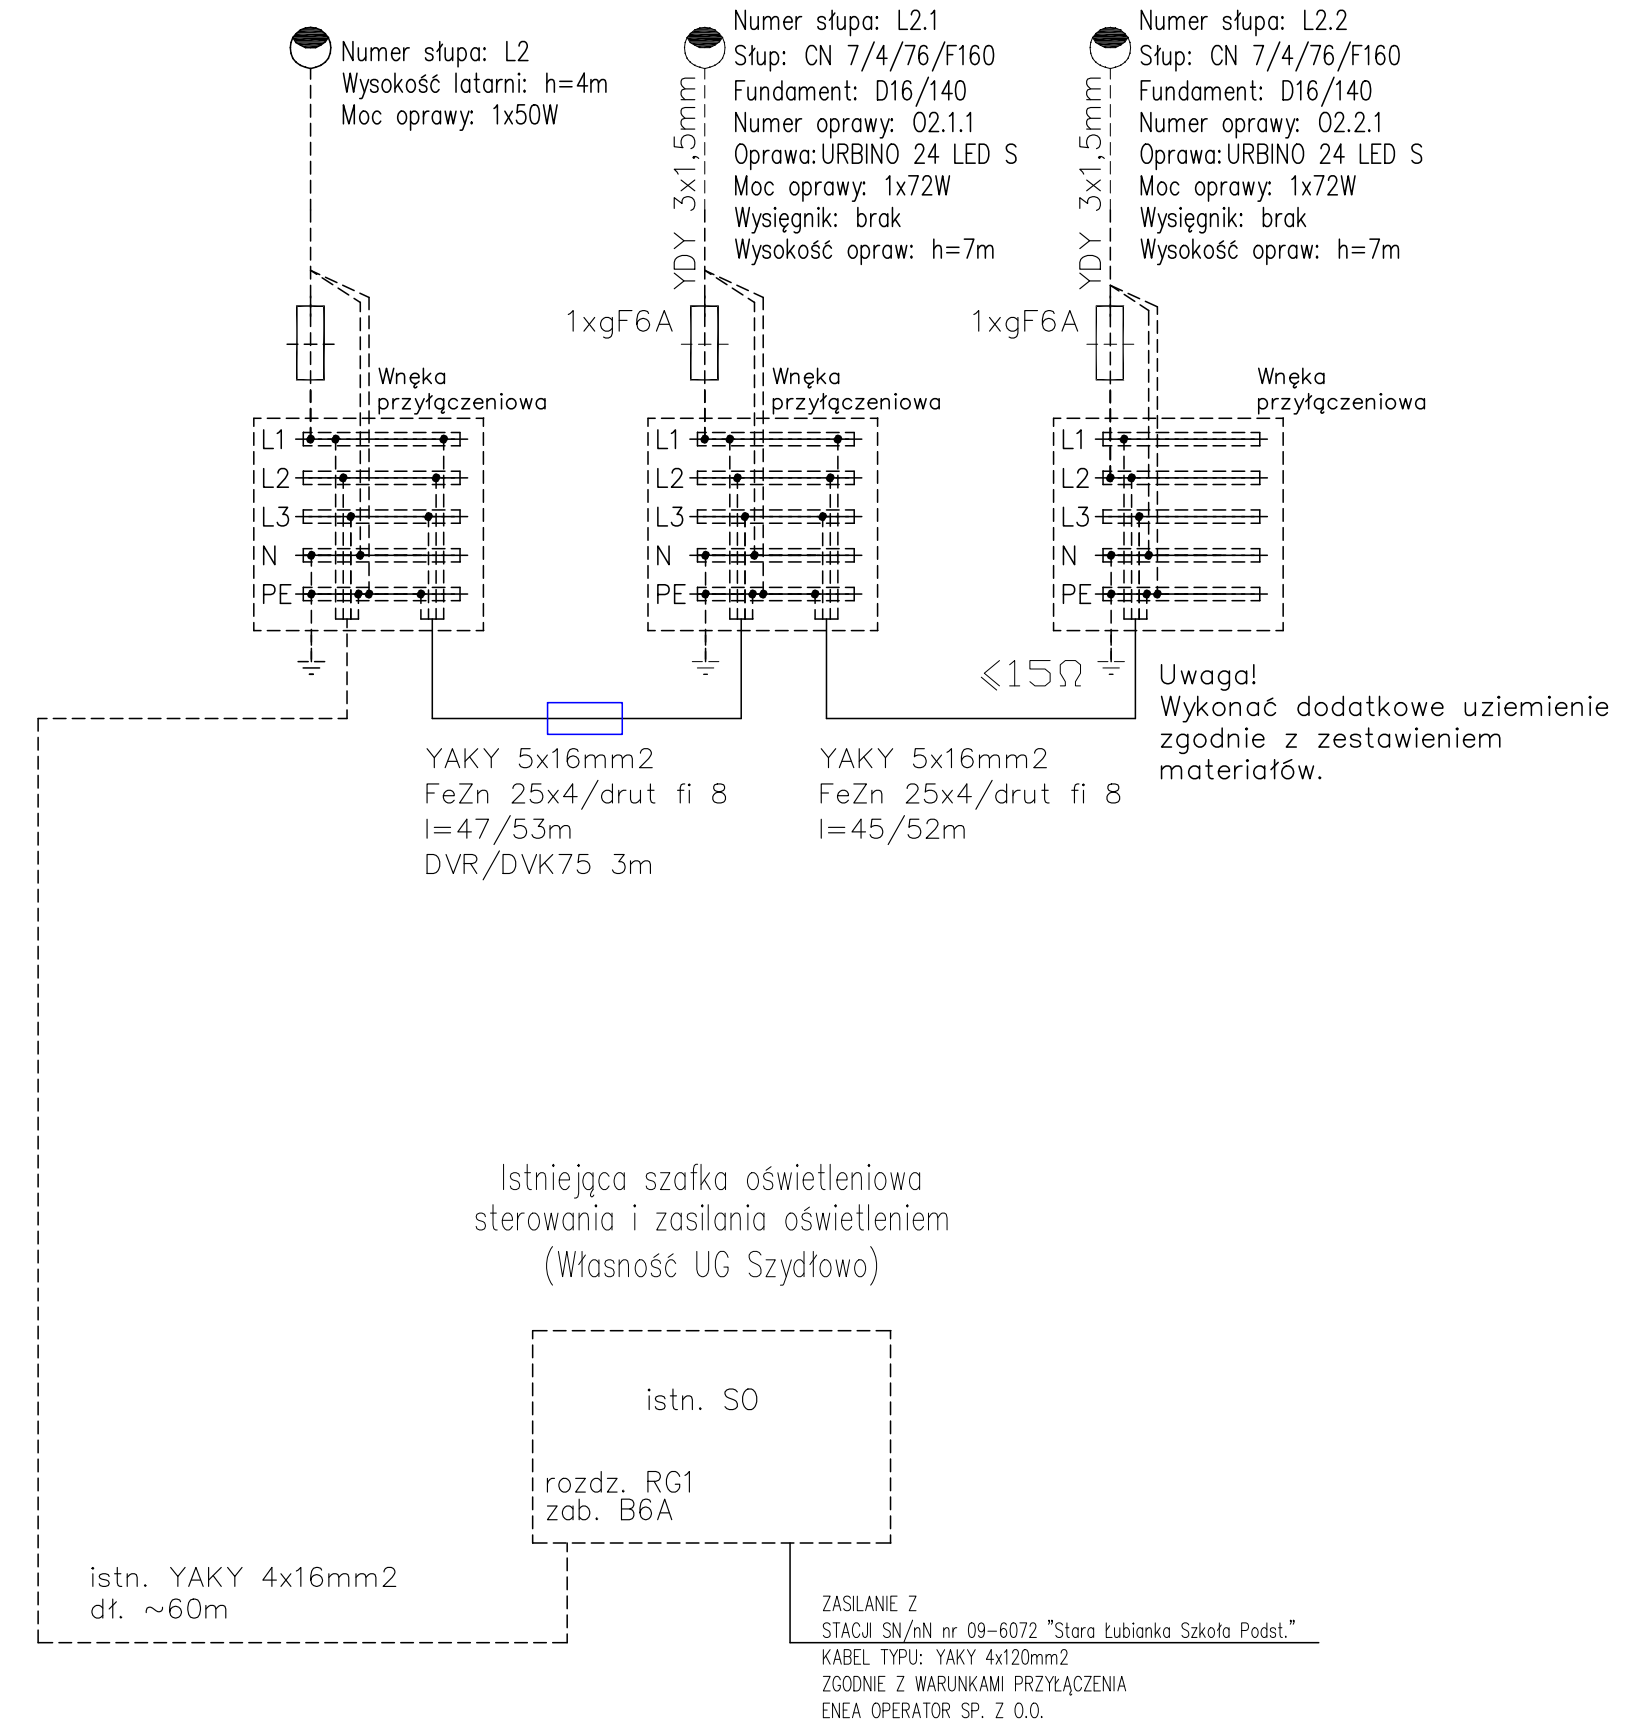 Numer słupa: L2
Wysokość latarni: h=4m
Moc oprawy: 1x50W
Numer słupa: L2.1
Słup: CN 7/4/76/F160
Fundament: D16/140
Numer oprawy: O2.1.1
Oprawa: URBINO 24 LED S
Moc oprawy: 1x72W
Wysięgnik: brak
Wysokość opraw: h=7m
YDY 3x1,5mm
Numer słupa: L2.2
Słup: CN 7/4/76/F160
Fundament: D16/140
Numer oprawy: O2.2.1
Oprawa: URBINO 24 LED S
Moc oprawy: 1x72W
Wysięgnik: brak
Wysokość opraw: h=7m
YDY 3x1,5mm
1xgF6A
1xgF6A
Wnęka
przyłączeniowa
Wnęka
przyłączeniowa
Wnęka
przyłączeniowa
L1
L2
L3
N
PE
L1
L2
L3
N
PE
L1
L2
L3
N
PE
⩽15Ω
Uwaga!
Wykonać dodatkowe uziemienie
zgodnie z zestawieniem
materiałów.
YAKY 5x16mm2
FeZn 25x4/drut fi 8
l=47/53m
DVR/DVK75 3m
YAKY 5x16mm2
FeZn 25x4/drut fi 8
l=45/52m
Istniejąca szafka oświetleniowa
sterowania i zasilania oświetleniem
(Własność UG Szydłowo)
istn. SO
rozdz. RG1
zab. B6A
istn. YAKY 4x16mm2
dł. ~60m
ZASILANIE Z
STACJI SN/nN nr 09-6072 "Stara Łubianka Szkoła Podst."
KABEL TYPU: YAKY 4x120mm2
ZGODNIE Z WARUNKAMI PRZYŁĄCZENIA
ENEA OPERATOR SP. Z O.O.